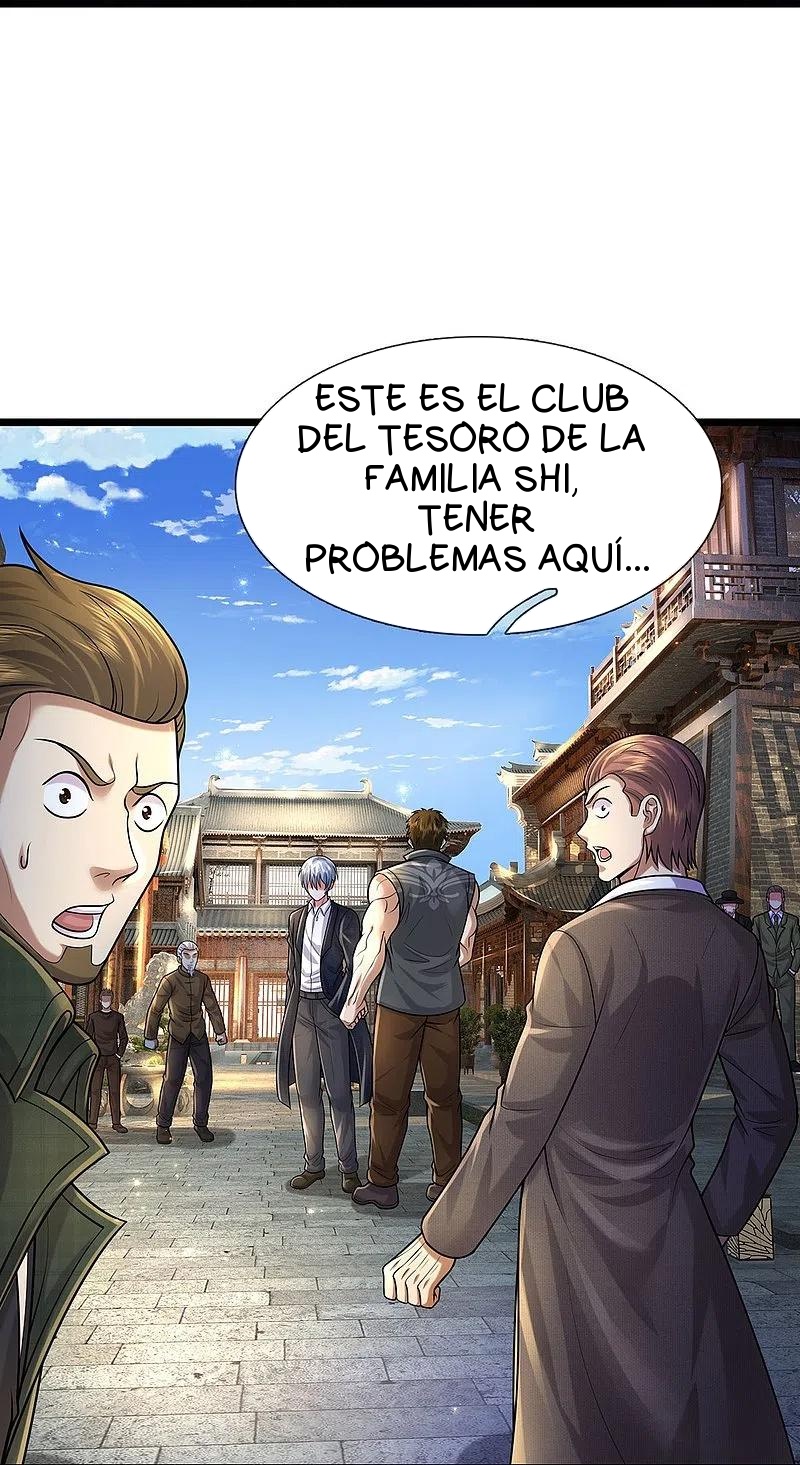 ESTE ES EL CLUB
DEL TESORO DE LA
FAMILIA SHI,
TENER
PROBLEMAS AQUÍ...